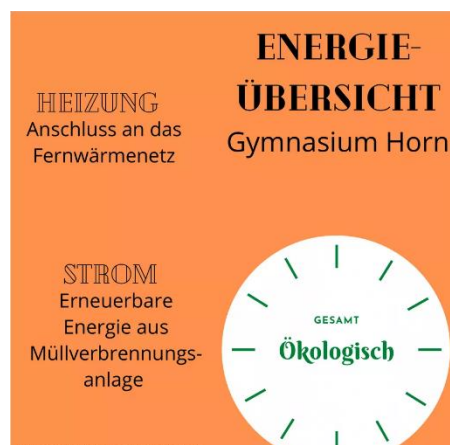 ENERGIE-
ÜBERSICHT
Gymnasium Horn
HEIZUNG
Anschluss an das
Fernwärmenetz
STROM
Erneuerbare
Energie aus
Müllverbrennungs-
anlage
GESAMT
Ökologisch